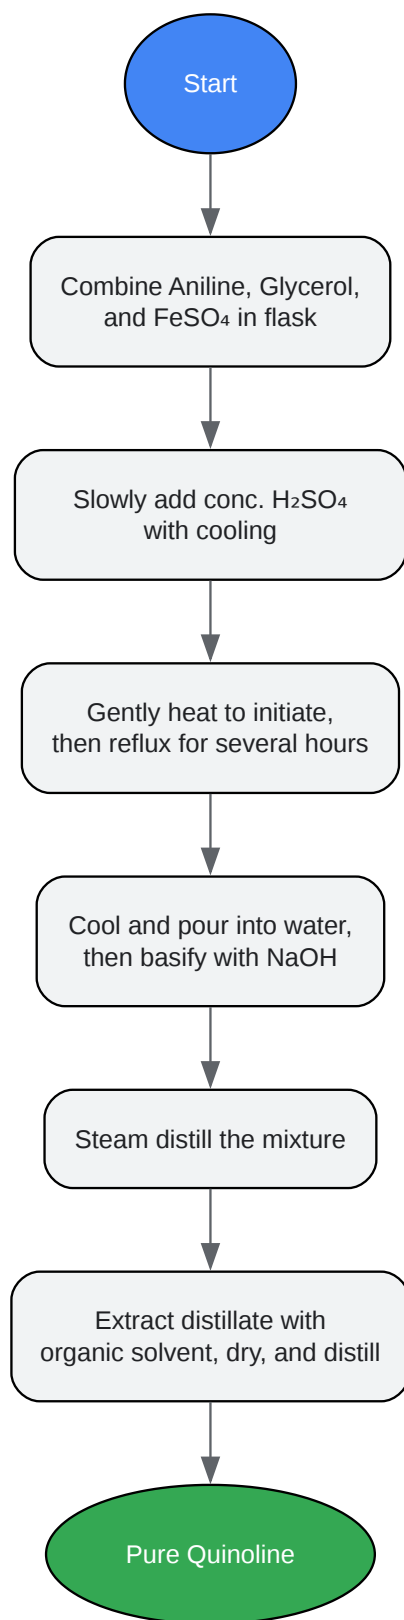 Start
Combine Aniline, Glycerol,
and FeSO₄ in flask
Slowly add conc. H₂SO₄
with cooling
Gently heat to initiate,
then reflux for several hours
Cool and pour into water,
then basify with NaOH
Steam distill the mixture
Extract distillate with
organic solvent, dry, and distill
Pure Quinoline